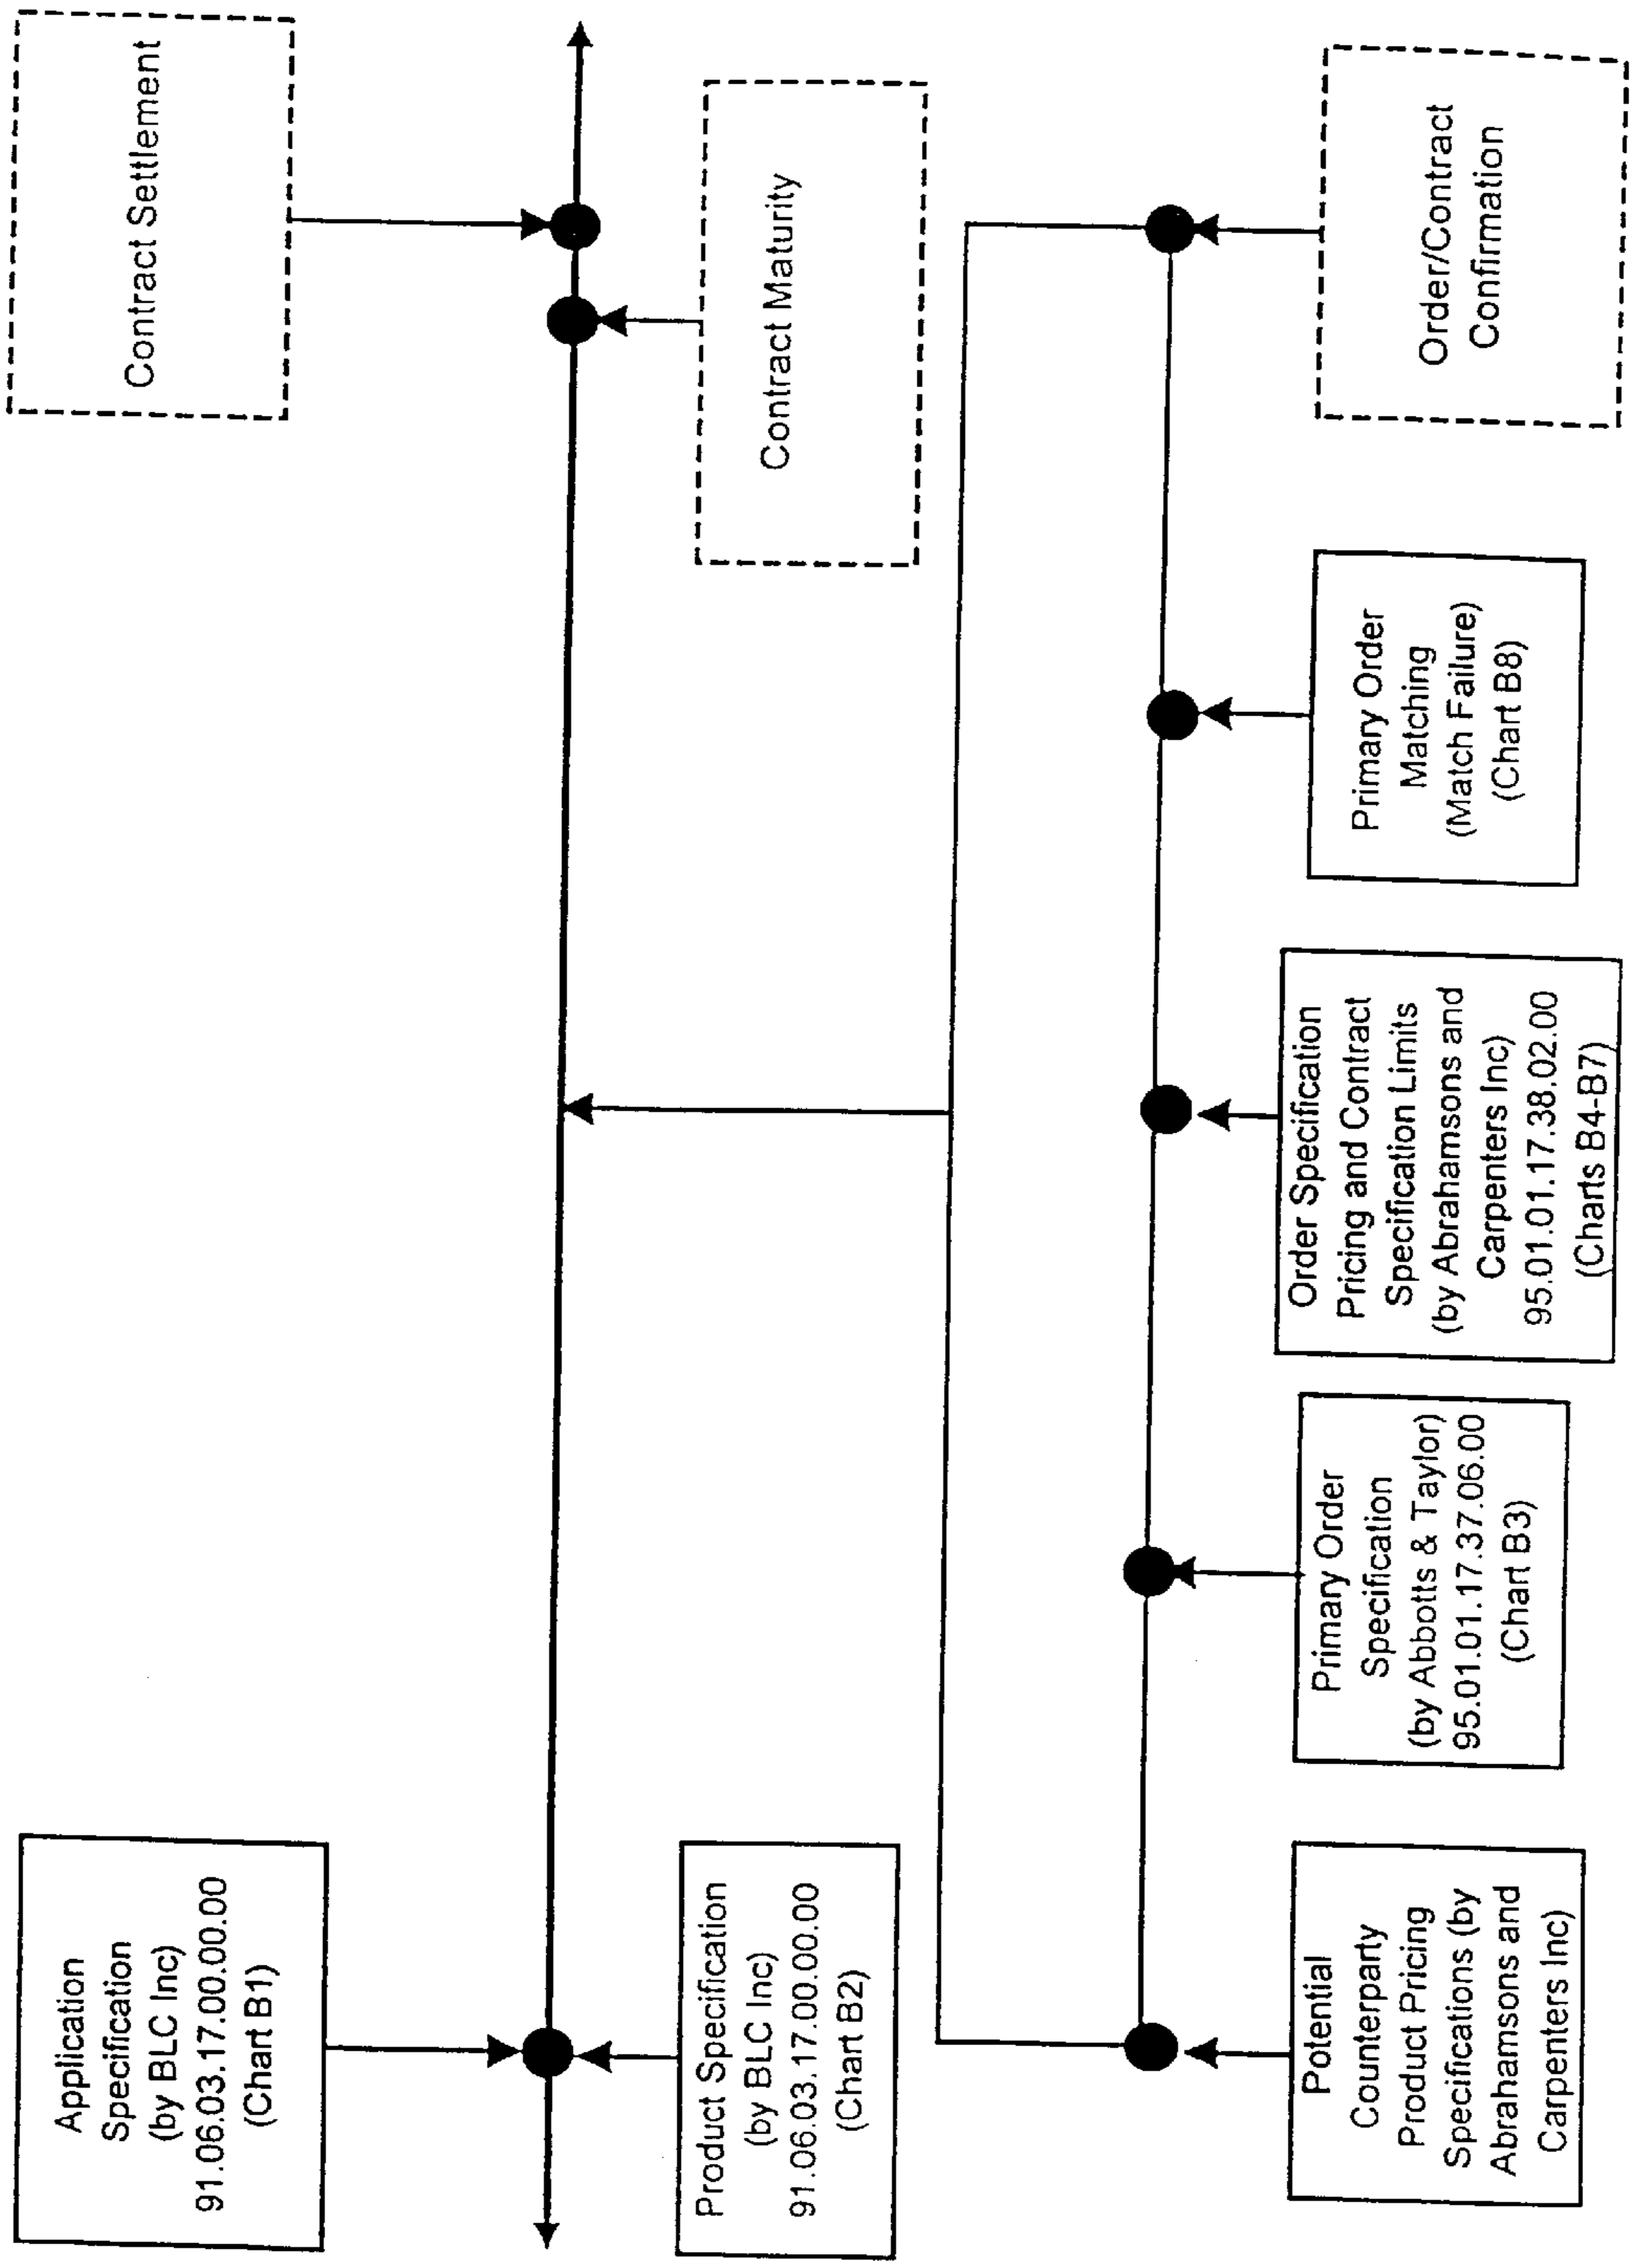 Application
Specification
(by BLC Inc)
91.06.03.17.00.00.00
(Chart B1)
Contract Settlement
Product Specification
(by BLC Inc)
91.06.03.17.00.00.00
(Chart B2)
Contract Maturity
Potential
Counterparty
Product Pricing
Specifications (by
Abrahamsons and
Carpenters Inc)
Primary Order
Specification
(by Abbotts & Taylor)
95.01.01.17.37.06.00
(Chart B3)
Order Specification
Pricing and Contract
Specification Limits
(by Abrahamsons and
Carpenters Inc)
95.01.01.17.38.02.00
(Charts B4-B7)
Primary Order
Matching
(Match Failure)
(Chart B8)
Order/Contract
Confirmation